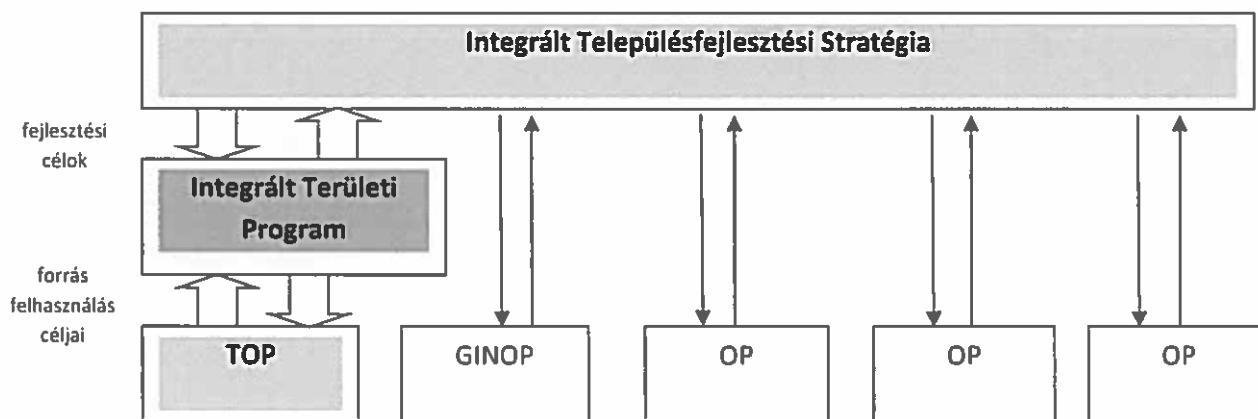 Integrált Településfejlesztési Stratégia
fejlesztési
célok
Integrált Területi
Program
forrás
felhasználás
céljai
TOP
GINOP
OP
OP
OP